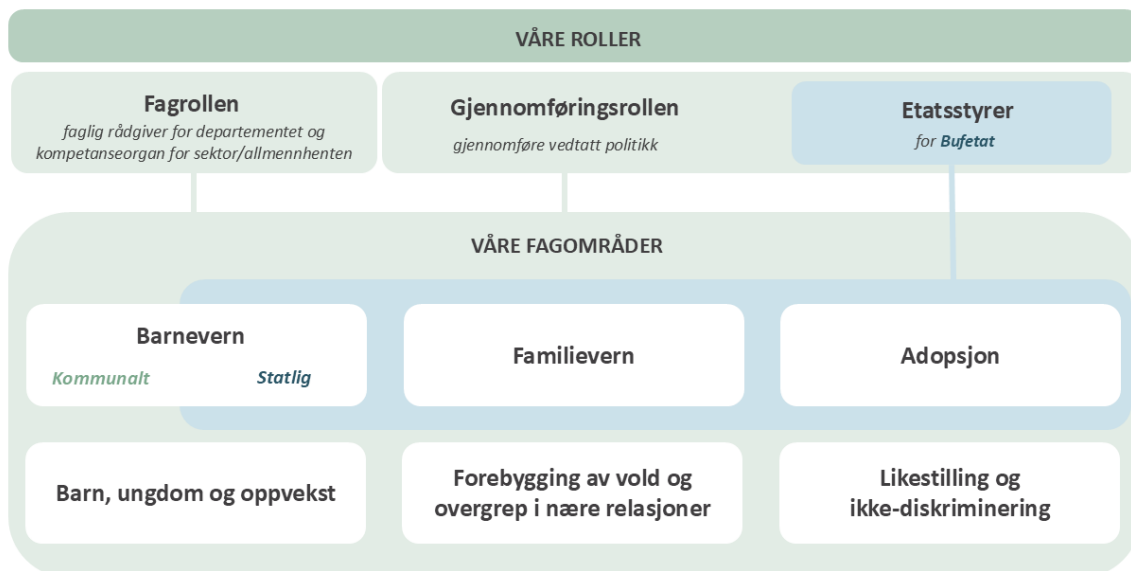 VÅRE ROLLER
Fagrollen
faglig rådgiver for departementet og
kompetanseorgan for sektor/allmennhenten
Gjennomføringsrollen
gjennomføre vedtatt politikk
Etatsstyrer
for Bufetat
VÅRE FAGOMRÅDER
Barnevern
Kommunalt Statlig
Familievern
Adopsjon
Barn, ungdom og oppvekst
Forebygging av vold og
overgrep i nære relasjoner
Likestilling og
ikke-diskriminering